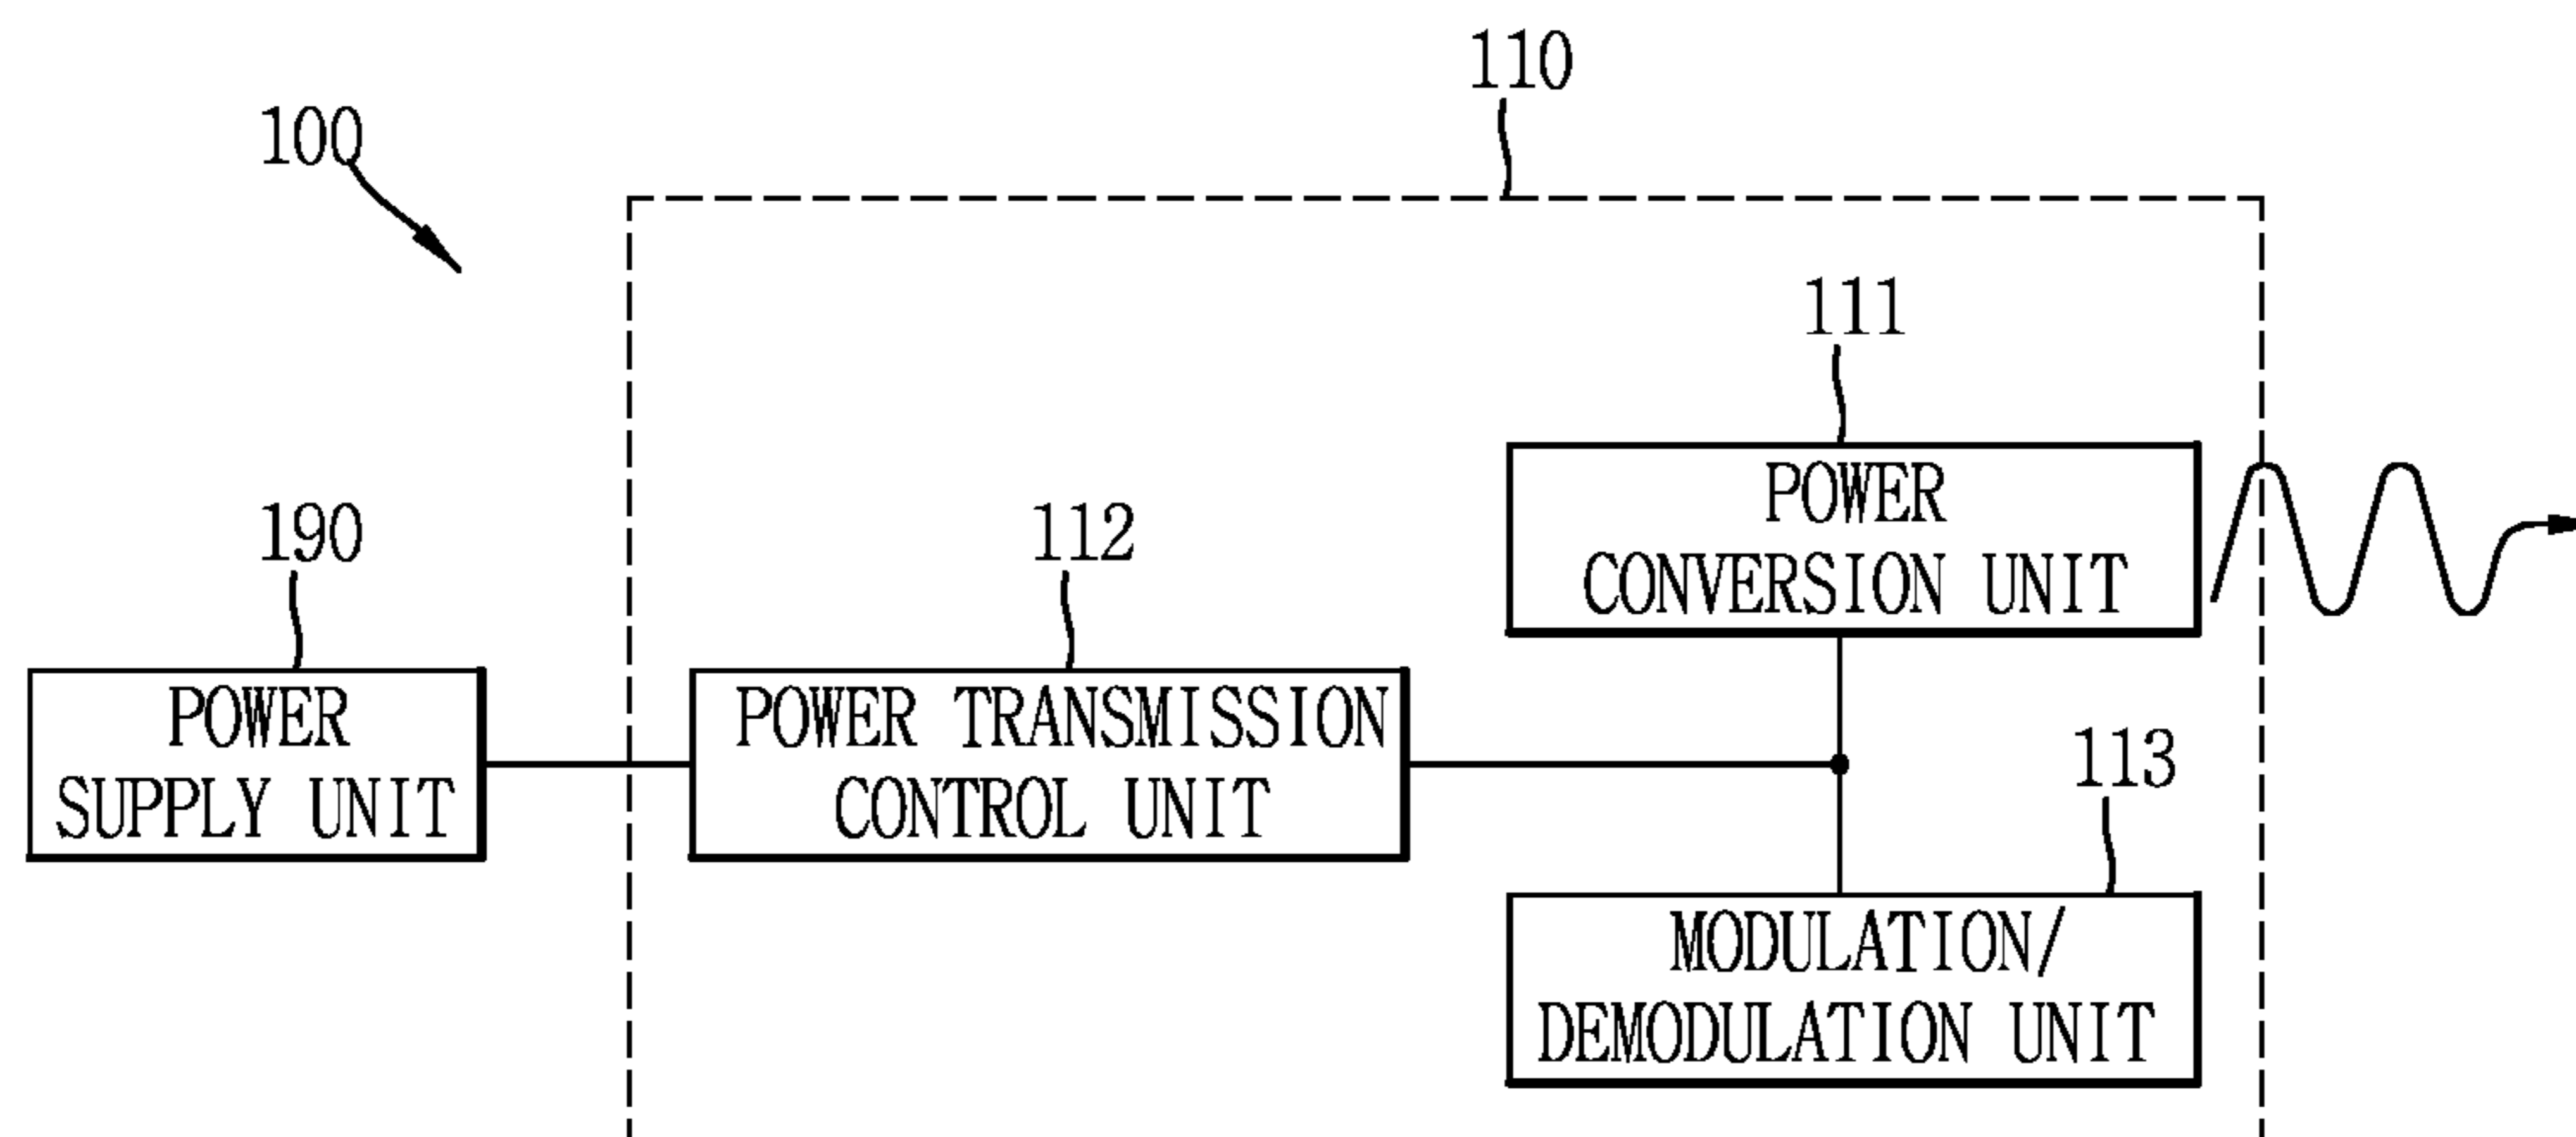 110
100
111
POWER
CONVERSION UNIT
190
112
POWER
SUPPLY UNIT
POWER TRANSMISSION
CONTROL UNIT
113
MODULATION/
DEMODULATION UNIT